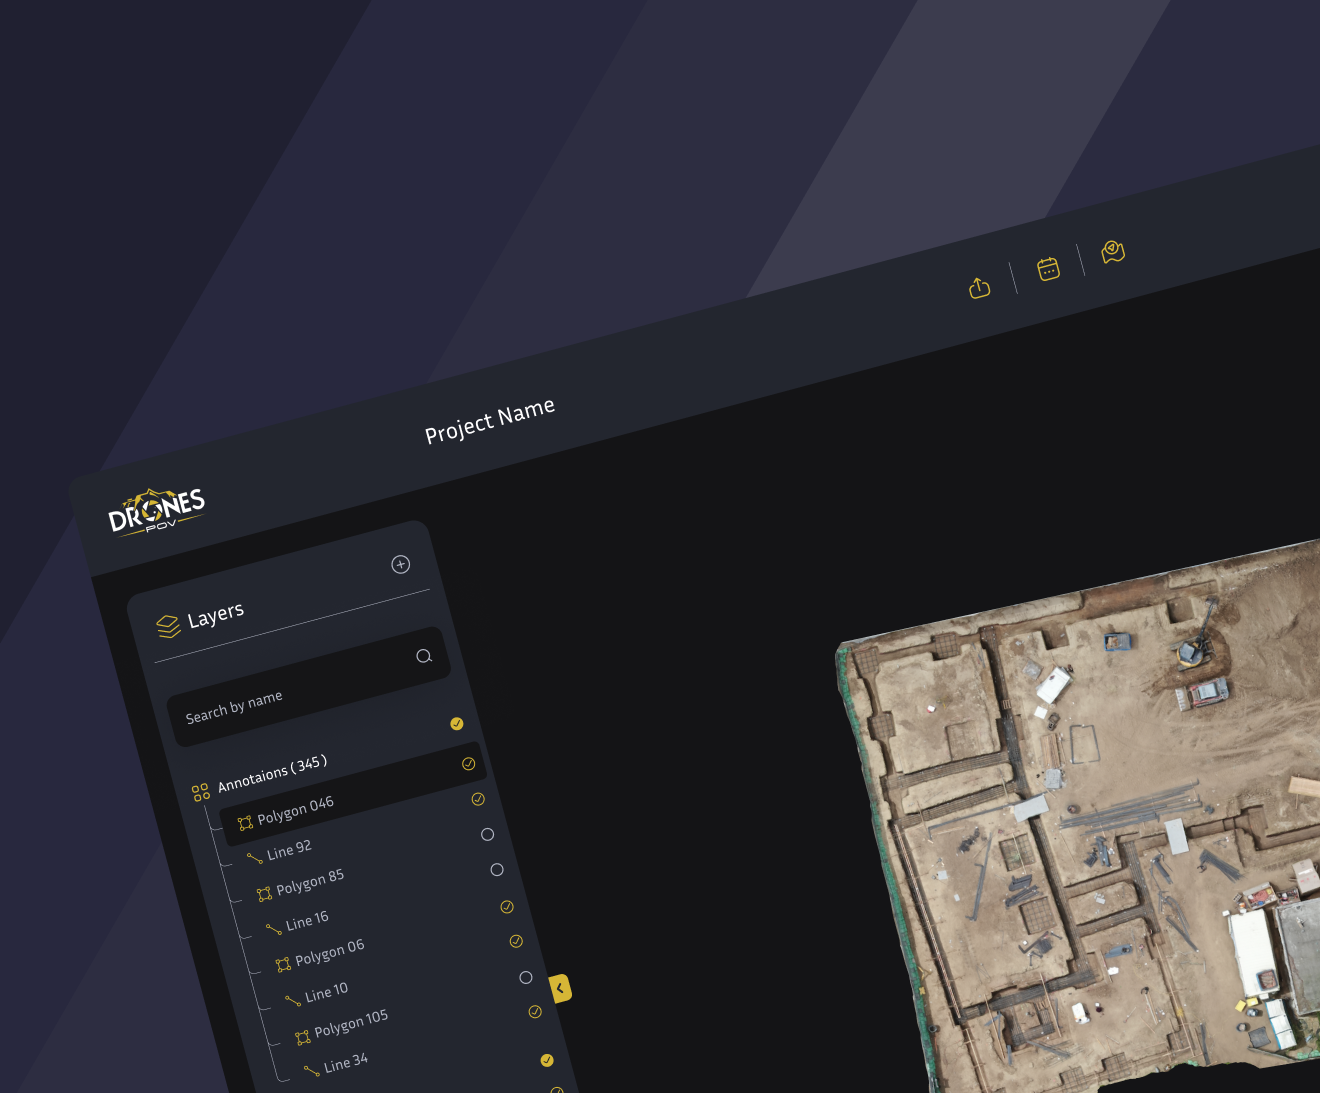 Project Name
DRONES
POV
Layers
Search by name
Annotaions ( 345 )
Polygon 046
Line 92
Polygon 85
Line 16
Polygon 06
Line 10
Polygon 105
Line 34